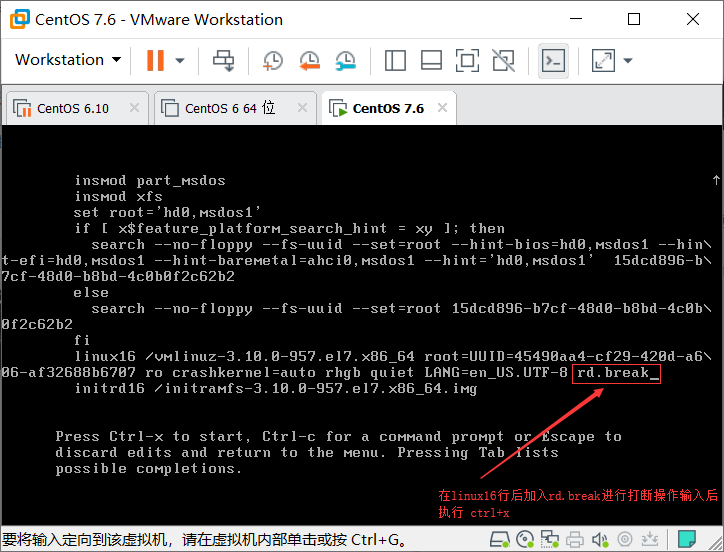 CentOS 7.6 - VMware Workstation
Workstation
CentOS 6.10
CentOS 6 64 位
CentOS 7.6
insmod part_msdos
insmod xfs
set root='hd0,msdos1'
if [ x$feature_platform_search_hint = xy ]; then
search --no-floppy --fs-uuid --set=root --hint-bios=hd0,msdos1 --hin\
t-efi=hd0,msdos1 --hint-baremetal=ahci0,msdos1 --hint='hd0,msdos1'  15dcd896-b\
7cf-48d0-b8bd-4c0b0f2c62b2
else
search --no-floppy --fs-uuid --set=root 15dcd896-b7cf-48d0-b8bd-4c0b\
0f2c62b2
fi
linux16 /vmlinuz-3.10.0-957.el7.x86_64 root=UUID=45490aa4-cf29-420d-a6\
06-af32688b6707 ro crashkernel=auto rhgb quiet LANG=en_US.UTF-8 rd.break_
initrd16 /initramfs-3.10.0-957.el7.x86_64.img
Press Ctrl-x to start, Ctrl-c for a command prompt or Escape to
discard edits and return to the menu. Pressing Tab lists
possible completions.
在linux16行后加入rd.break进行打断操作输入后
执行 ctrl+x
要将输入定向到该虚拟机，请在虚拟机内部单击或按 Ctrl+G。